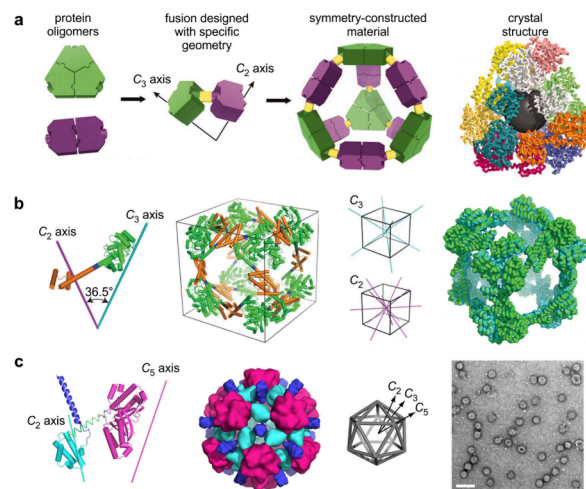 a
protein
oligomers
fusion designed
with specific
geometry
symmetry-constructed
material
crystal
structure
C3 axis
C2 axis
b
C2 axis
C3 axis
36.5°
C3
C2
c
C2 axis
C5 axis
C2
C3
C5